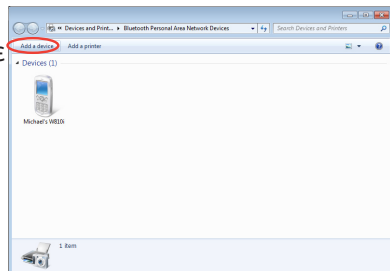 « Devices and Print... ▸ Bluetooth Personal Area Network Devices
Search Devices and Printers
Add a device
Add a printer
Devices (1)
Michael's W810i
1 item